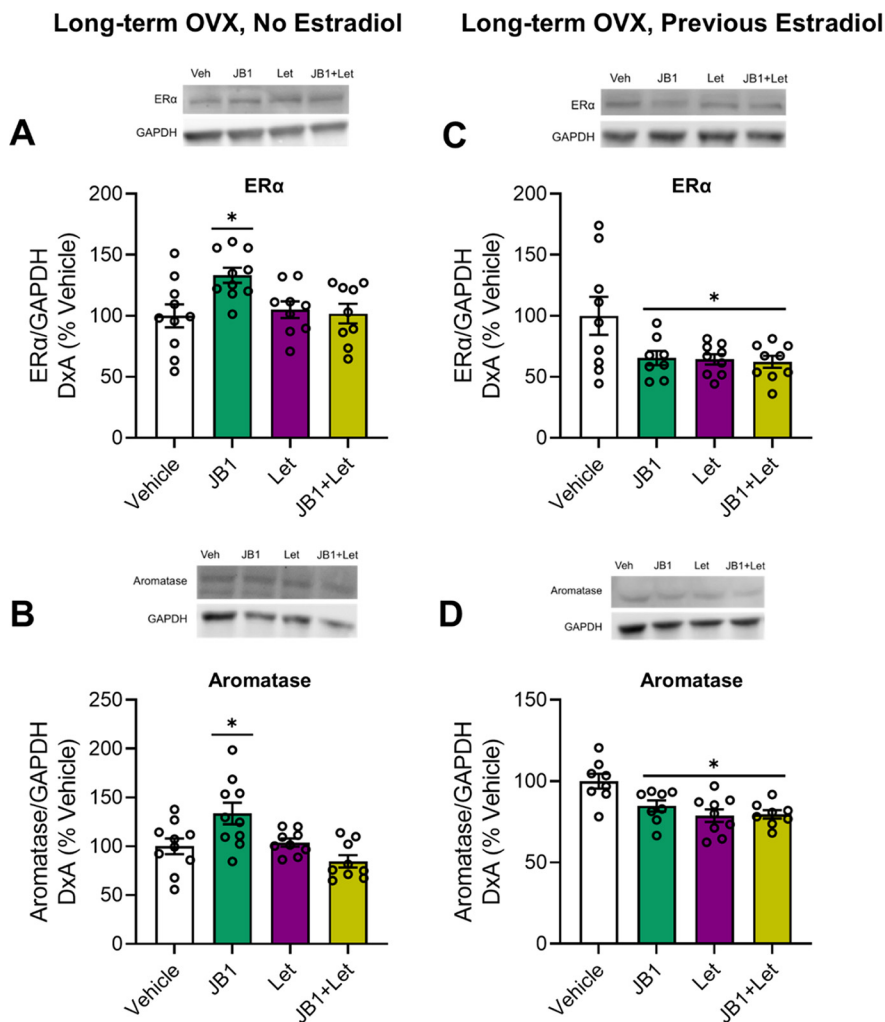 Long-term OVX, No Estradiol
Long-term OVX, Previous Estradiol
A
Veh JB1 Let JB1+Let
ERα
GAPDH
ERα
ERα/GAPDH
DxA (% Vehicle)
200
150
100
50
0
*
Vehicle
JB1
Let
JB1+Let
C
Veh JB1 Let JB1+Let
ERα
GAPDH
ERα
ERα/GAPDH
DxA (% Vehicle)
200
150
100
50
0
*
Vehicle
JB1
Let
JB1+Let
B
Veh JB1 Let JB1+Let
Aromatase
GAPDH
Aromatase
Aromatase/GAPDH
DxA (% Vehicle)
250
200
150
100
50
0
*
Vehicle
JB1
Let
JB1+Let
D
Veh JB1 Let JB1+Let
Aromatase
GAPDH
Aromatase
Aromatase/GAPDH
DxA (% Vehicle)
150
100
50
0
*
Vehicle
JB1
Let
JB1+Let